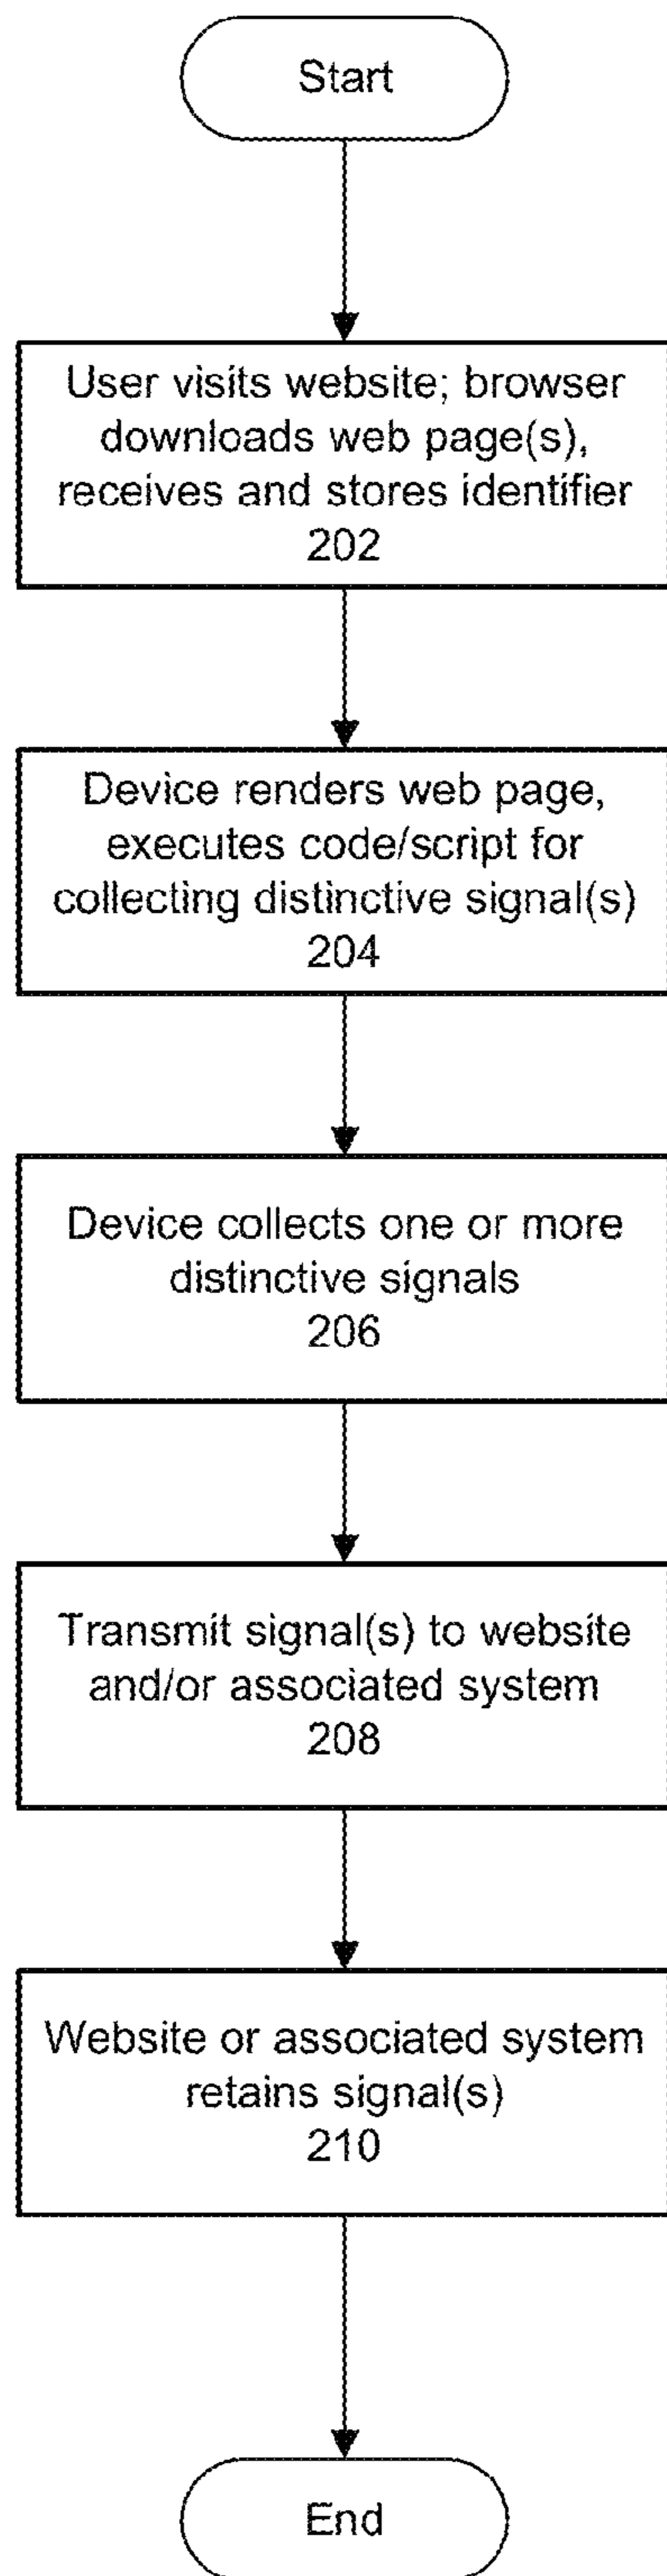 Start
User visits website; browser
downloads web page(s),
receives and stores identifier
202
Device renders web page,
executes code/script for
collecting distinctive signal(s)
204
Device collects one or more
distinctive signals
206
Transmit signal(s) to website
and/or associated system
208
Website or associated system
retains signal(s)
210
End